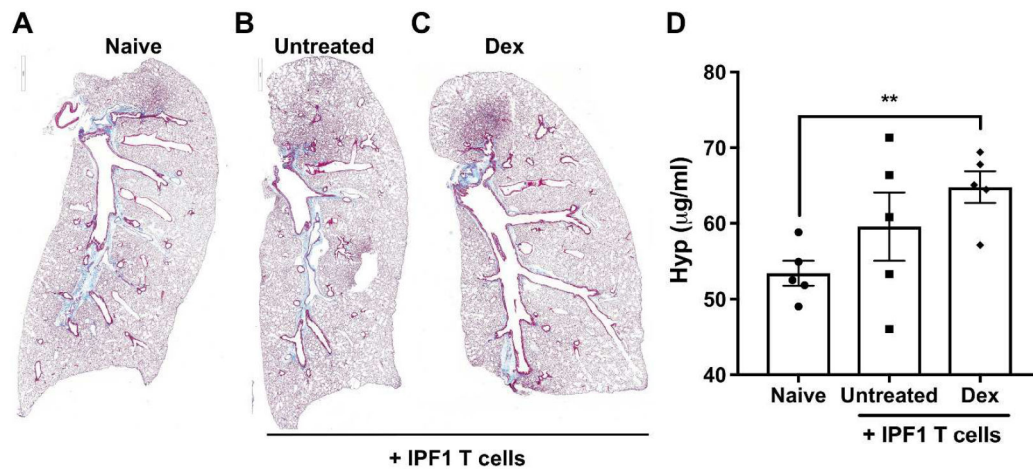 A
Naive
B
Untreated
C
Dex
+ IPF1 T cells
D
Hyp (µg/ml)
80
70
60
50
40
**
Naive
Untreated
Dex
+ IPF1 T cells